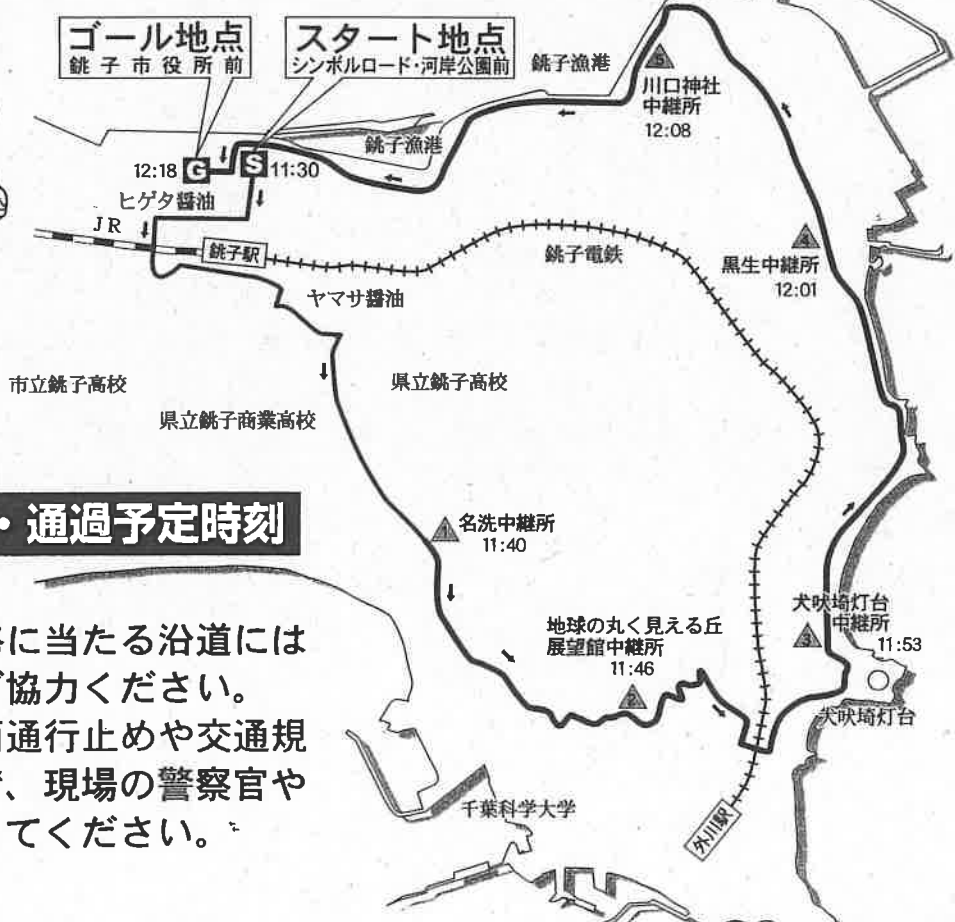 ゴール地点
銚子市役所前
スタート地点
シンボルロード・河岸公園前
銚子漁港
5
川口神社
中継所
12:08
銚子漁港
12:18
G
S
11:30
ヒゲタ醤油
JR
銚子駅
銚子電鉄
4
黒生中継所
12:01
ヤマサ醤油
市立銚子高校
県立銚子高校
県立銚子商業高校
・通過予定時刻
1
名洗中継所
11:40
に当たる沿道には
協力ください。
通行止めや交通規
、現場の警察官や
てください。
地球の丸く見える丘
展望館中継所
11:46
2
犬吠埼灯台
中継所
3
11:53
犬吠埼灯台
千葉科学大学
外川駅